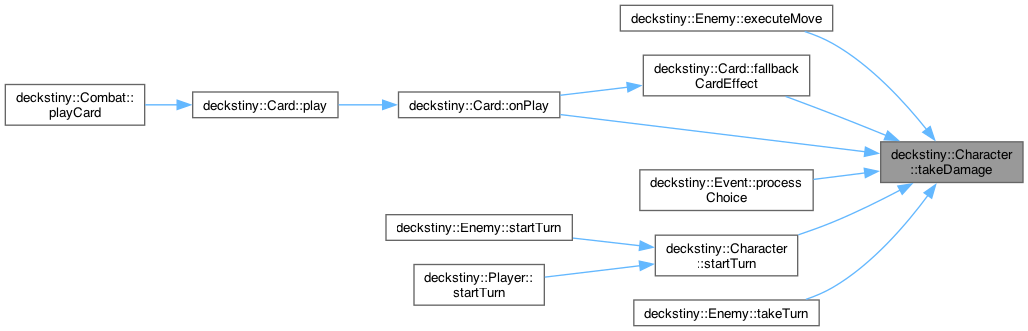 deckstiny::Enemy::executeMove
deckstiny::Card::fallback
CardEffect
deckstiny::Combat::
playCard
deckstiny::Card::play
deckstiny::Card::onPlay
deckstiny::Character
::takeDamage
deckstiny::Event::process
Choice
deckstiny::Enemy::startTurn
deckstiny::Character
::startTurn
deckstiny::Player::
startTurn
deckstiny::Enemy::takeTurn